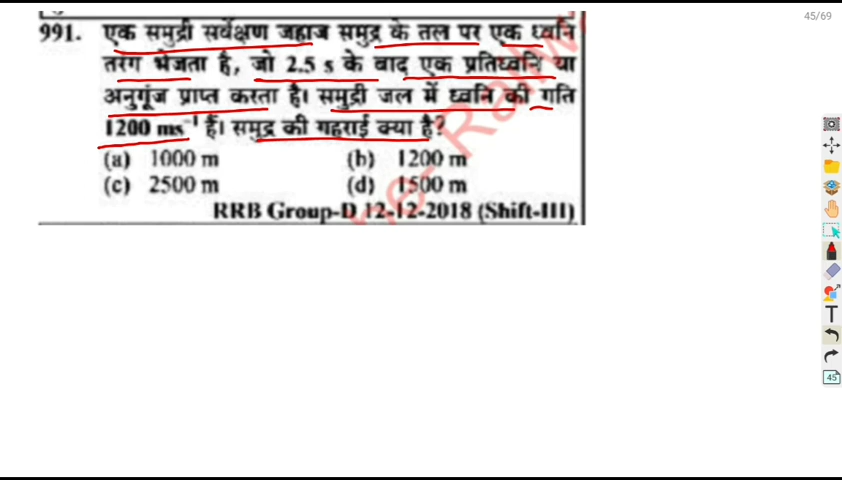 45/69
991. एक समुद्री सर्वेक्षण जहाज समुद्र के तल पर एक ध्वनि
तरंग भेजता है, जो 2.5 s के बाद एक प्रतिध्वनि या
अनुगूंज प्राप्त करता है। समुद्री जल में ध्वनि की गति
1200 ms⁻¹ हैं। समुद्र की गहराई क्या है?
(a) 1000 m (b) 1200 m
(c) 2500 m (d) 1500 m
RRB Group-D 12-12-2018 (Shift-III)
T
45